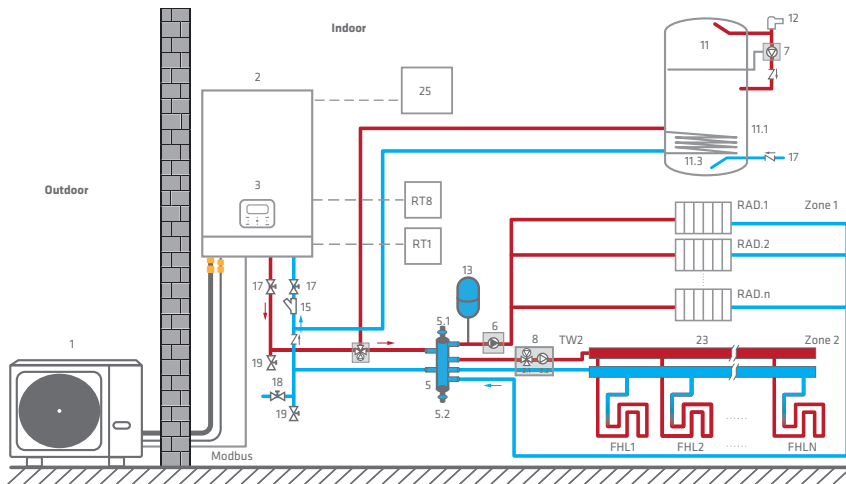 Indoor
12
11
7
2
25
11.1
11.3
17
Outdoor
3
RT8
RT1
RAD.1
Zone 1
RAD.2
RAD.n
13
17
17
15
5.1
6
8
TW2
23
Zone 2
1
19
5
18
5.2
19
FHL1
FHL2
......
......
FHLN
Modbus